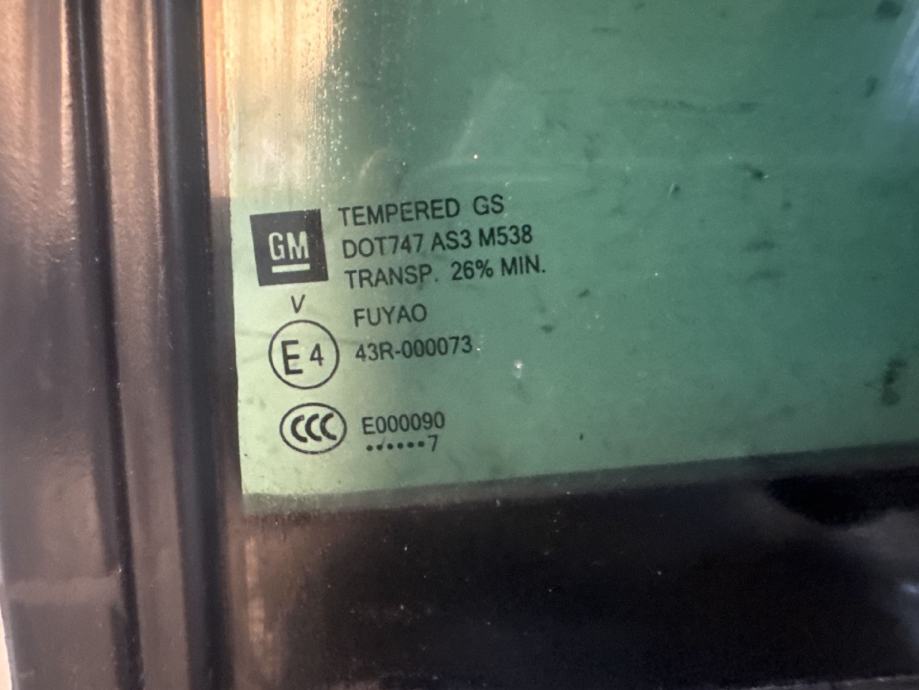 GM
TEMPERED GS
DOT747 AS3 M538
TRANSP. 26% MIN.
V
FUYAO
E4
43R-000073
CCC
E000090
••••••7